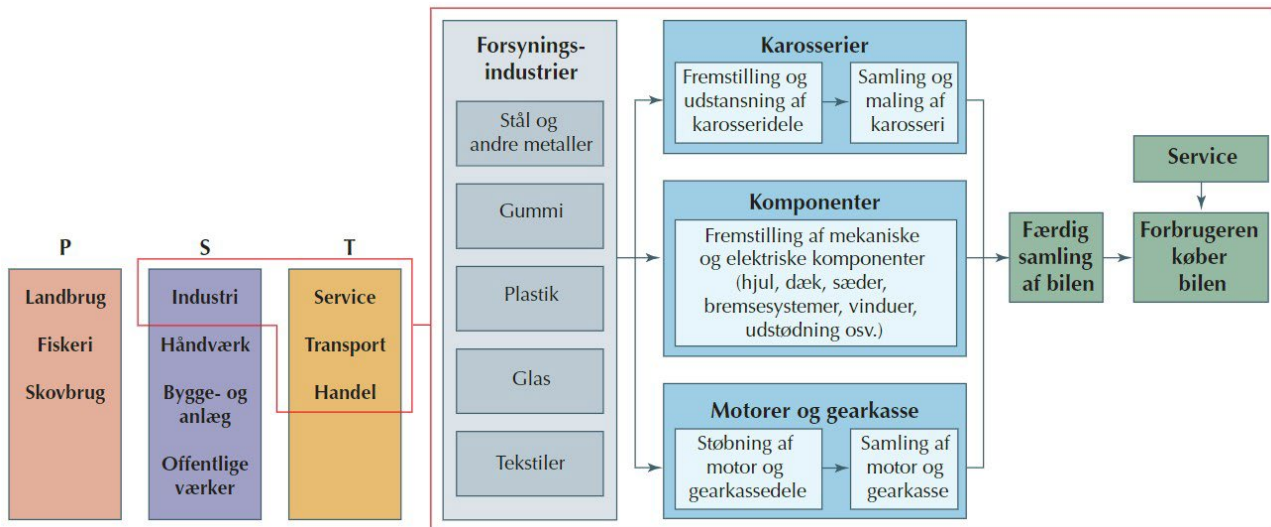 P
Landbrug
Fiskeri
Skovbrug
S
Industri
Håndværk
Bygge- og
anlæg
Offentlige
værker
T
Service
Transport
Handel
Forsynings-
industrier
Stål og
andre metaller
Gummi
Plastik
Glas
Tekstiler
Karosserier
Fremstilling og
udstansning af
karosseridele
Samling og
maling af
karosseri
Komponenter
Fremstilling af mekaniske
og elektriske komponenter
(hjul, dæk, sæder,
bremsesystemer, vinduer,
udstødning osv.)
Motorer og gearkasse
Støbning af
motor og
gearkassedele
Samling af
motor og
gearkasse
Færdig
samling
af bilen
Service
Forbrugeren
køber
bilen